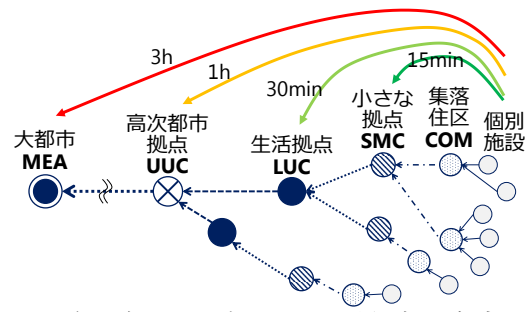 3h
1h
30min
15min
大都市
MEA
高次都市
拠点
UUC
生活拠点
LUC
小さな
拠点
SMC
集落
住区
COM
個別
施設